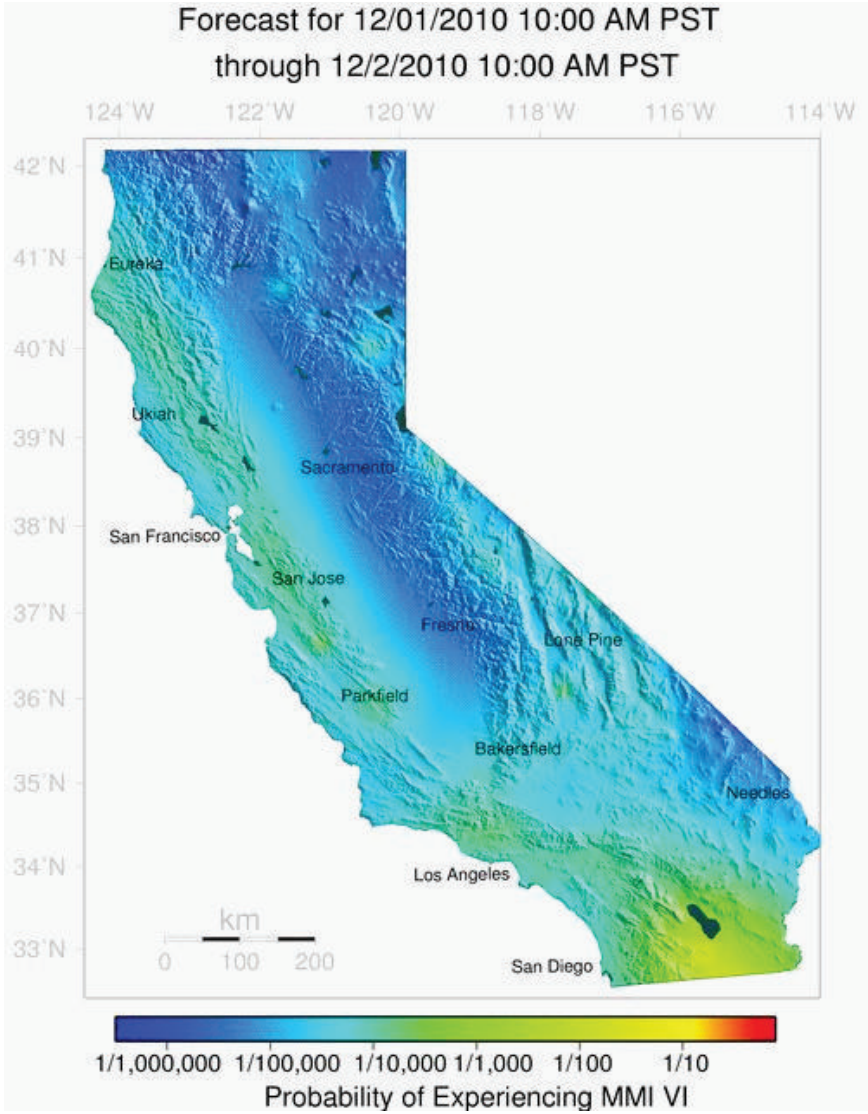 Forecast for 12/01/2010 10:00 AM PST
through 12/2/2010 10:00 AM PST
124˚W 122˚W 120˚W 118˚W 116˚W 114˚W
42˚N
41˚N
Eureka
40˚N
Ukiah
39˚N
Sacramento
38˚N
San Francisco
San Jose
37˚N
Fresno
Lone Pine
36˚N
Parkfield
Bakersfield
35˚N
Needles
34˚N
Los Angeles
km
33˚N
0 100 200
San Diego
1/1,000,000 1/100,000 1/10,000 1/1,000 1/100 1/10
Probability of Experiencing MMI VI